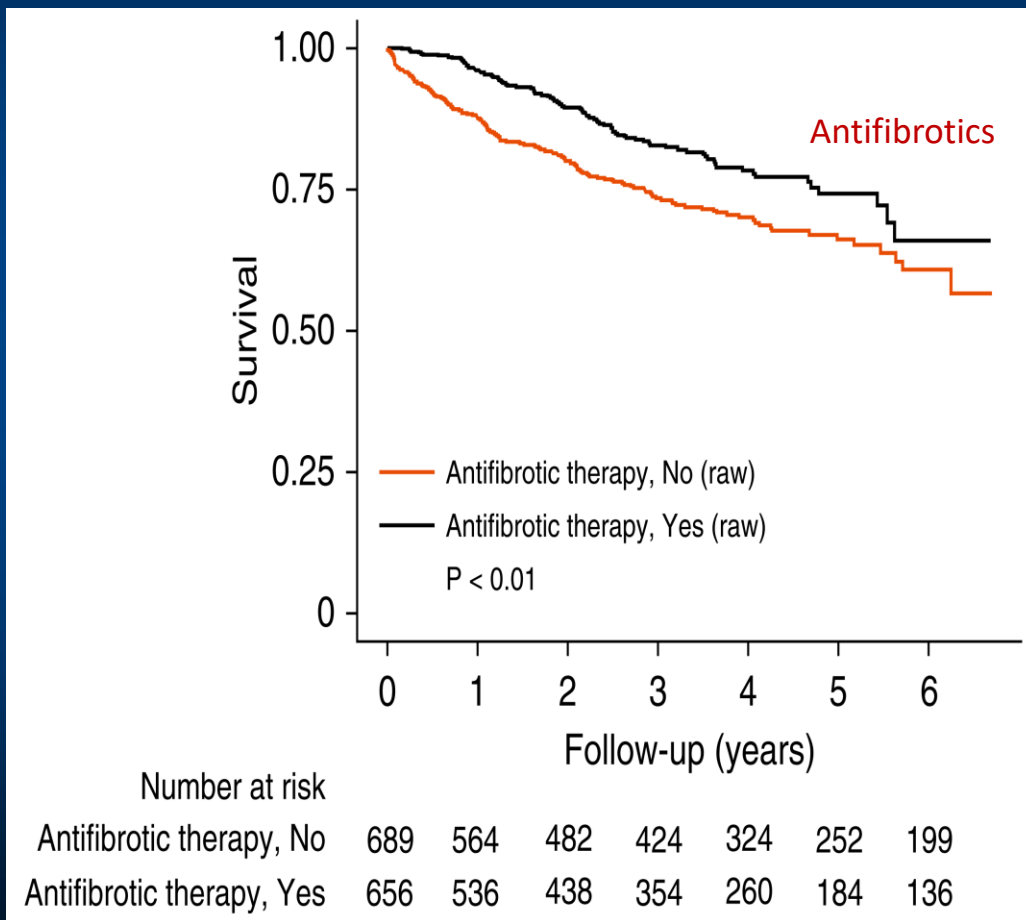 1.00
0.75
0.50
0.25
0
Survival
Antifibrotics
Antifibrotic therapy, No (raw)
Antifibrotic therapy, Yes (raw)
P < 0.01
0 1 2 3 4 5 6
Follow-up (years)
Number at risk
Antifibrotic therapy, No 689 564 482 424 324 252 199
Antifibrotic therapy, Yes 656 536 438 354 260 184 136